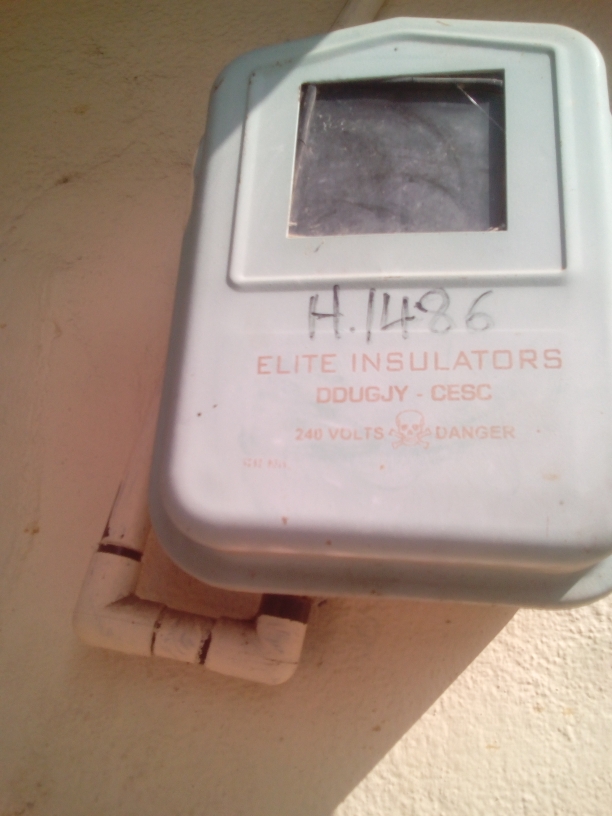 H.1486
ELITE INSULATORS
DDUGJY - CESC
240 VOLTS DANGER